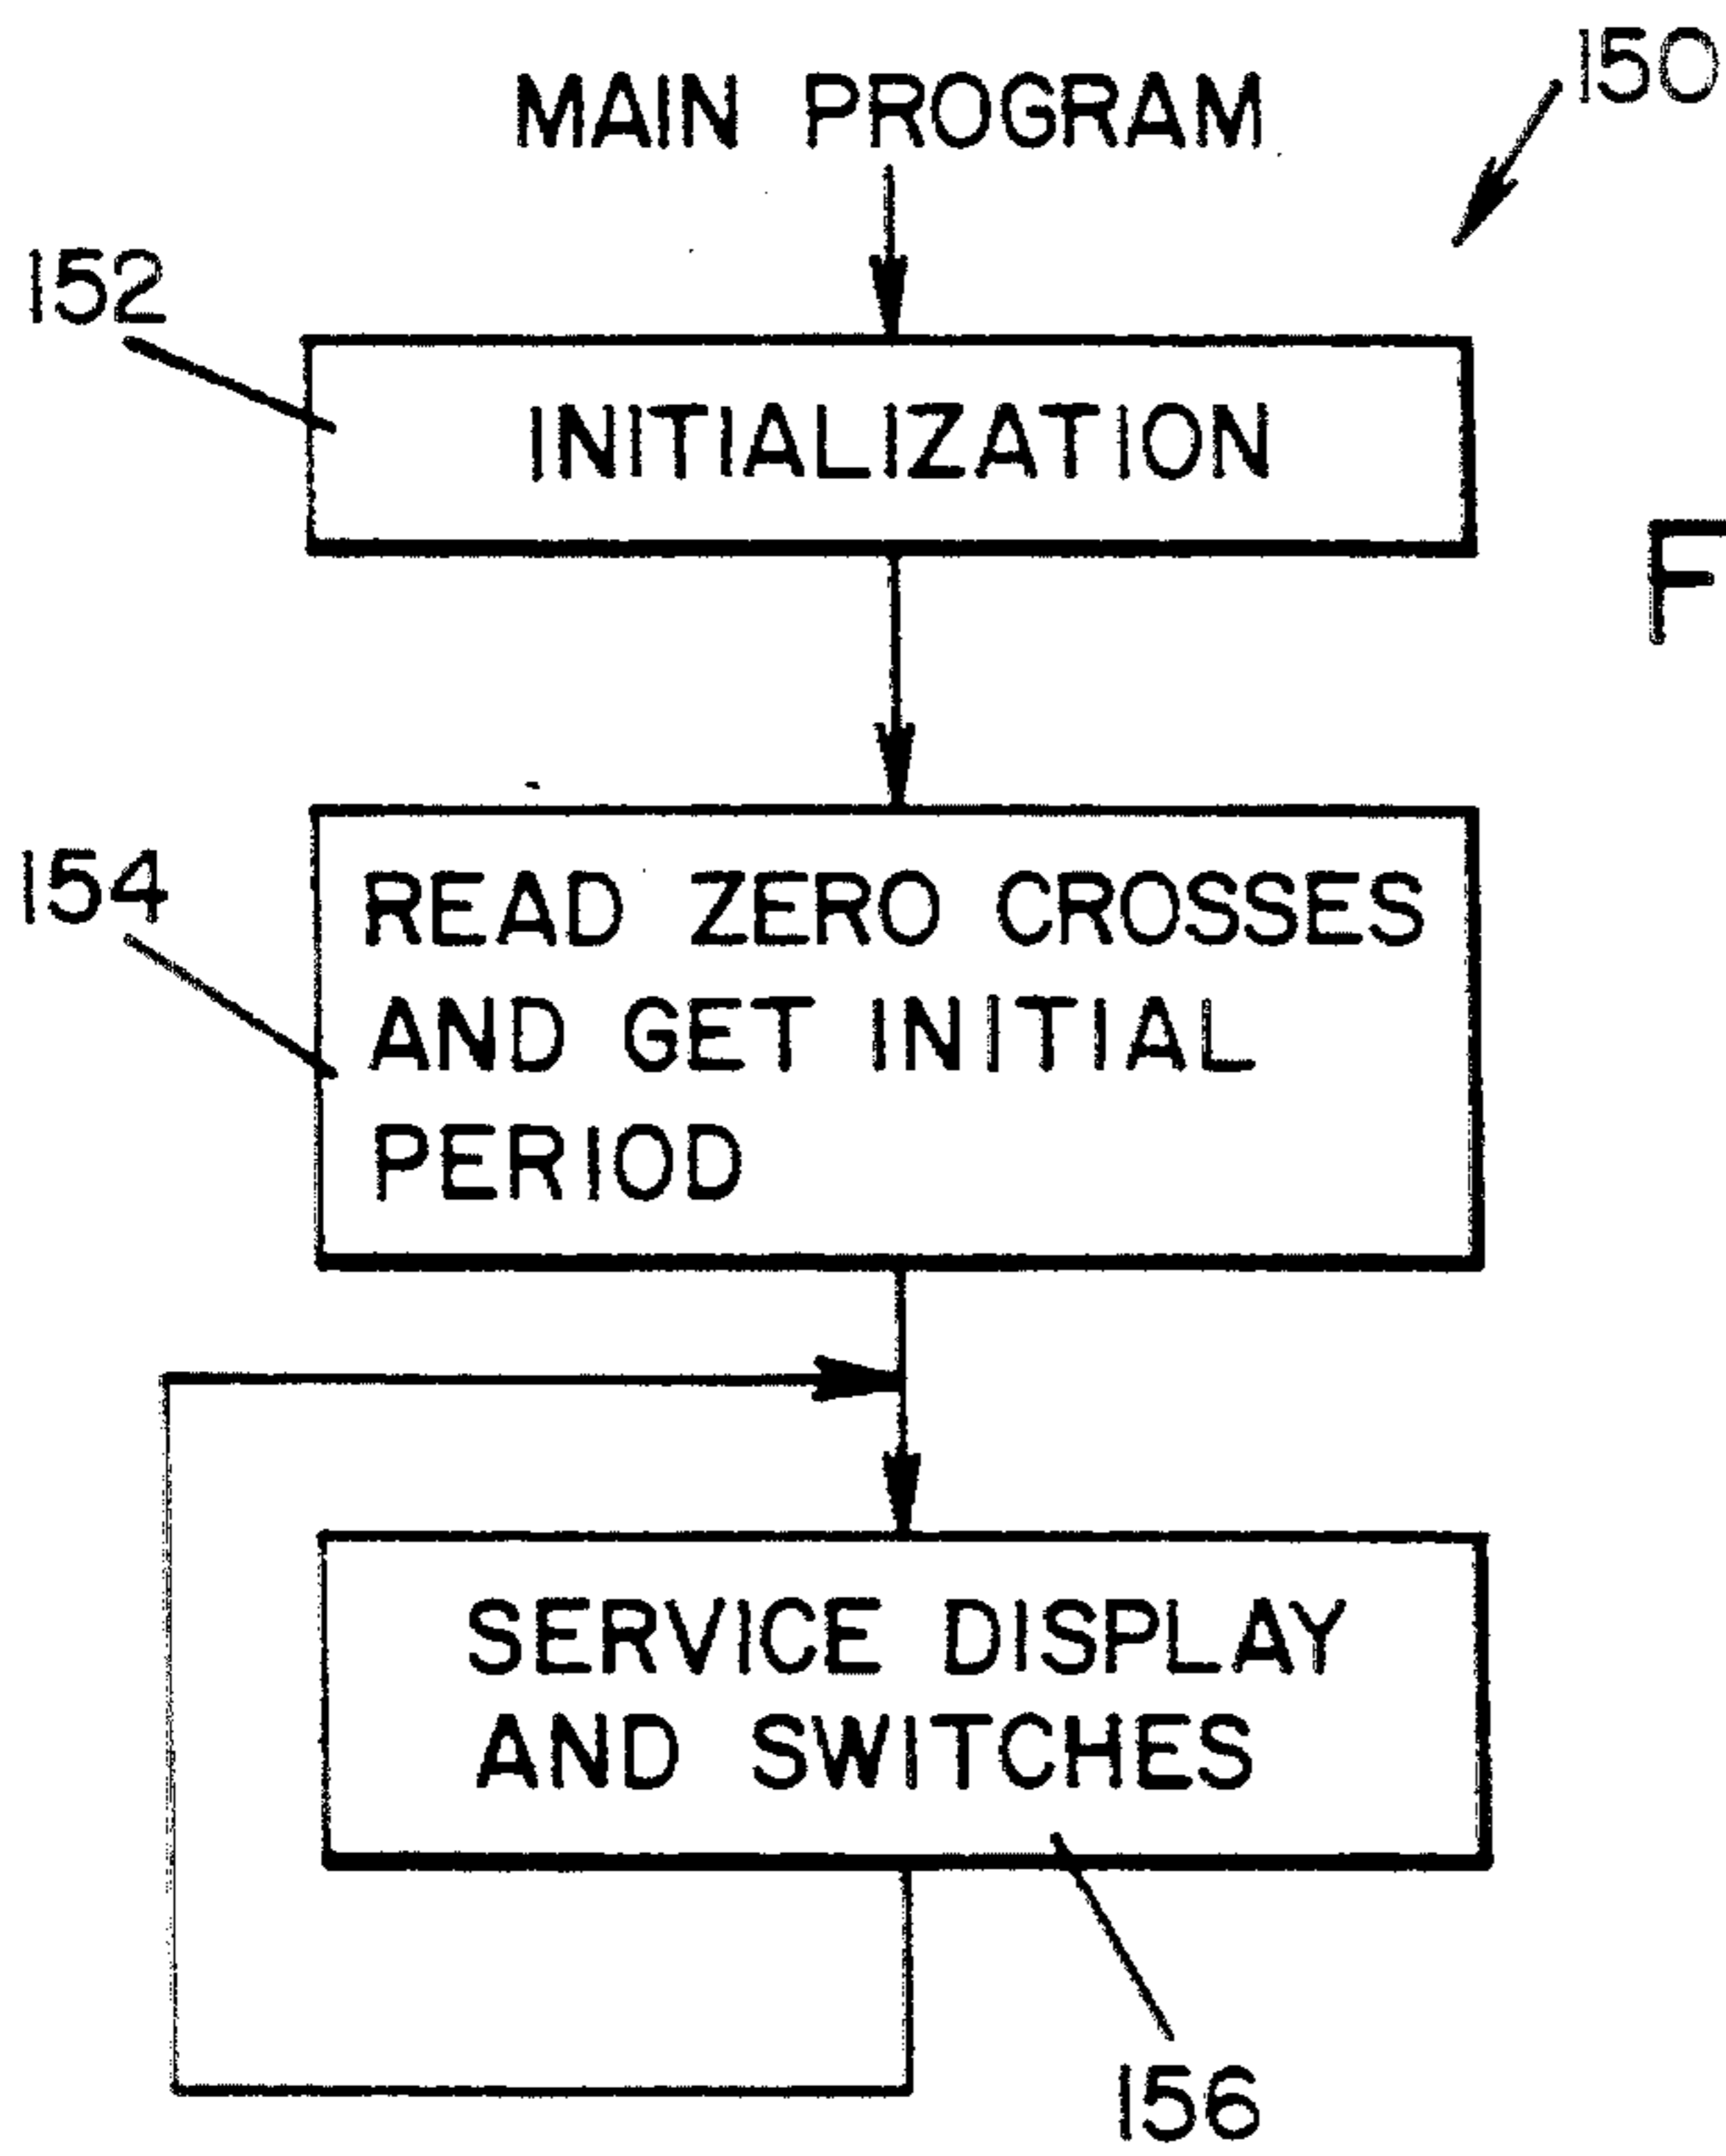 150
MAIN PROGRAM
152
INITIALIZATION
F
154
READ ZERO CROSSES
AND GET INITIAL
PERIOD
SERVICE DISPLAY
AND SWITCHES
156